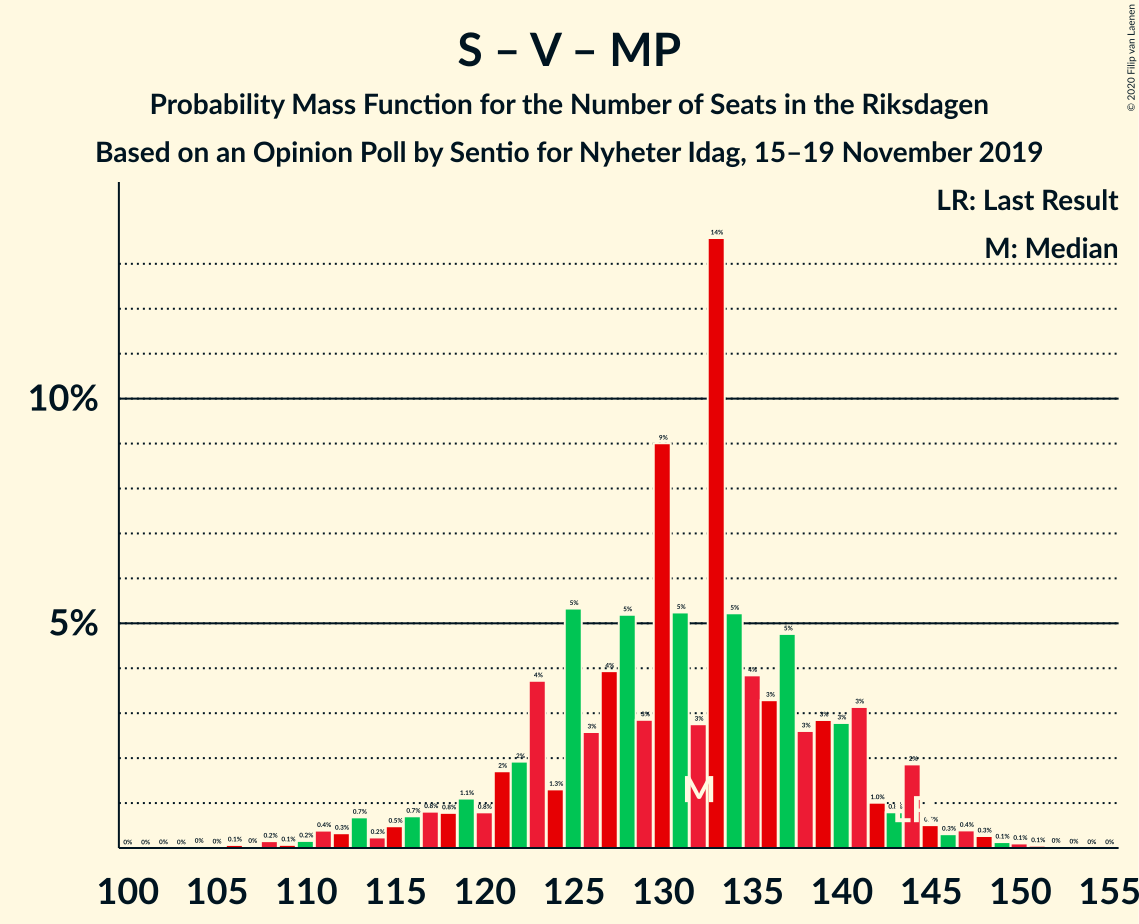 S – V – MP
Probability Mass Function for the Number of Seats in the Riksdagen
Based on an Opinion Poll by Sentio for Nyheter Idag, 15–19 November 2019
© 2020 Filip van Laenen
LR: Last Result
M: Median
10%
5%
0% 0% 0% 0% 0% 0% 0.1% 0% 0.2% 0.1% 0.2% 0.4% 0.3% 0.7% 0.2% 0.5% 0.7% 0.8% 0.8% 1.1% 0.8% 2% 2% 4% 1.3% 5% 3% 4% 5% 3% 9% 5% 3% 14% 5% 4% 3% 5% 3% 3% 3% 3% 1.0% 2% 0.3% 0.4% 0.3% 0.1% 0.1% 0.1% 0% 0% 0% 0%
M
100 105 110 115 120 125 130 135 140 145 150 155